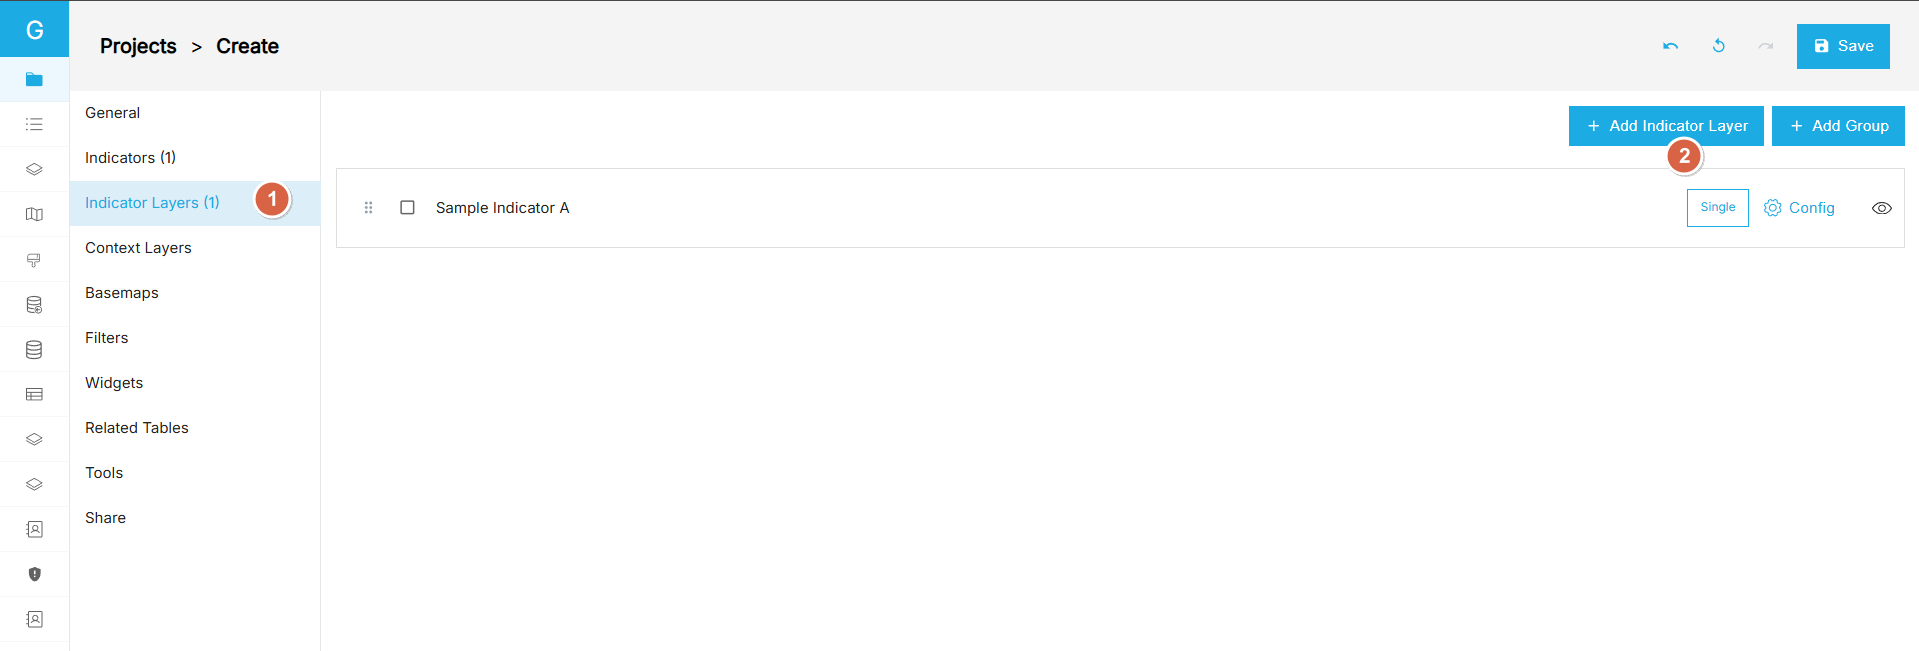 G
Projects > Create
Save
General
Indicators (1)
Indicator Layers (1)
1
Context Layers
Basemaps
Filters
Widgets
Related Tables
Tools
Share
+ Add Indicator Layer
+ Add Group
2
Sample Indicator A
Single
Config